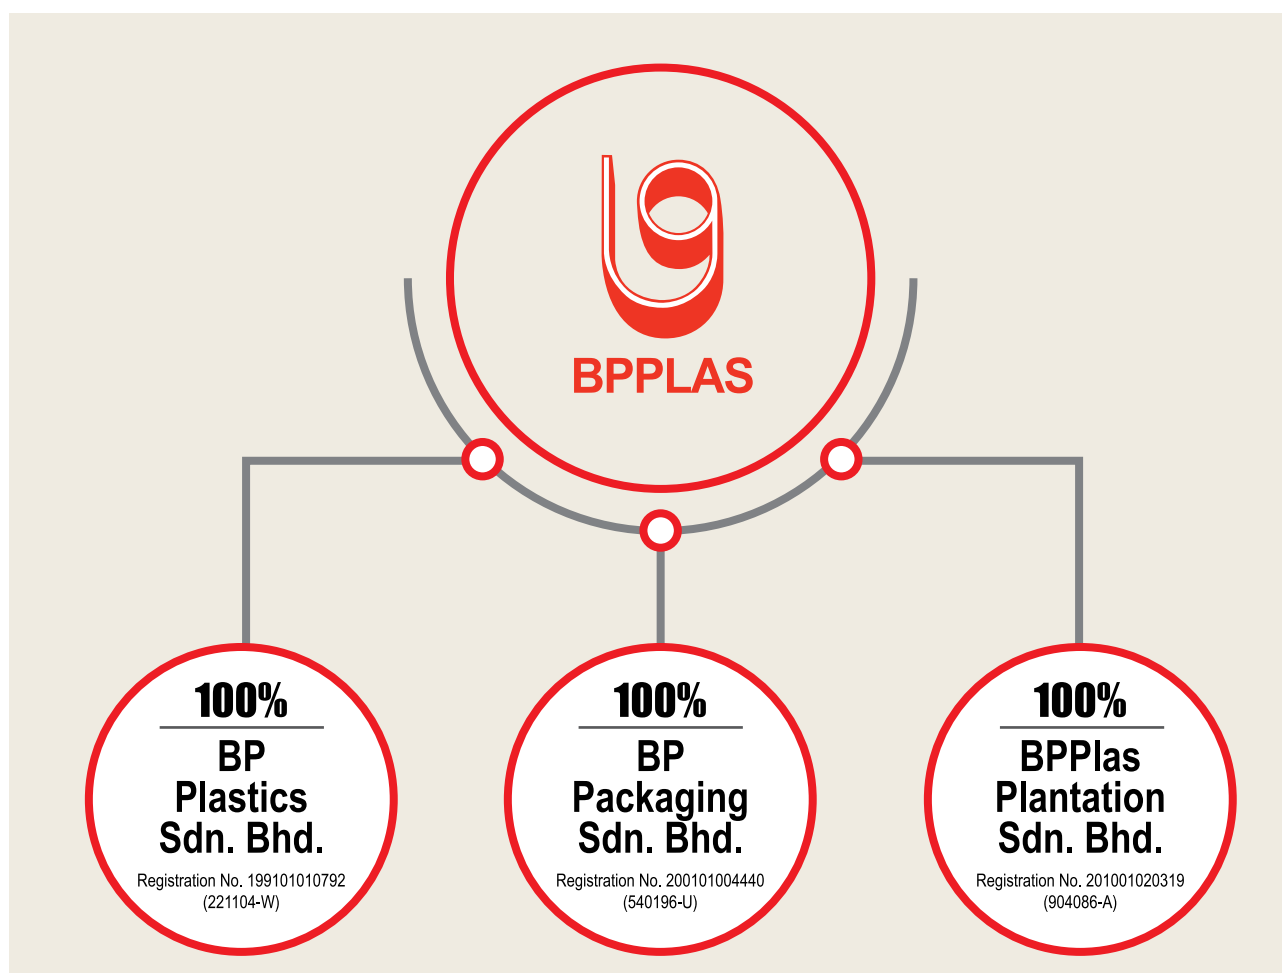 BPPLAS
100%
BP
Plastics
Sdn. Bhd.
Registration No. 199101010792
(221104-W)
100%
BP
Packaging
Sdn. Bhd.
Registration No. 200101004440
(540196-U)
100%
BPPlas
Plantation
Sdn. Bhd.
Registration No. 201001020319
(904086-A)